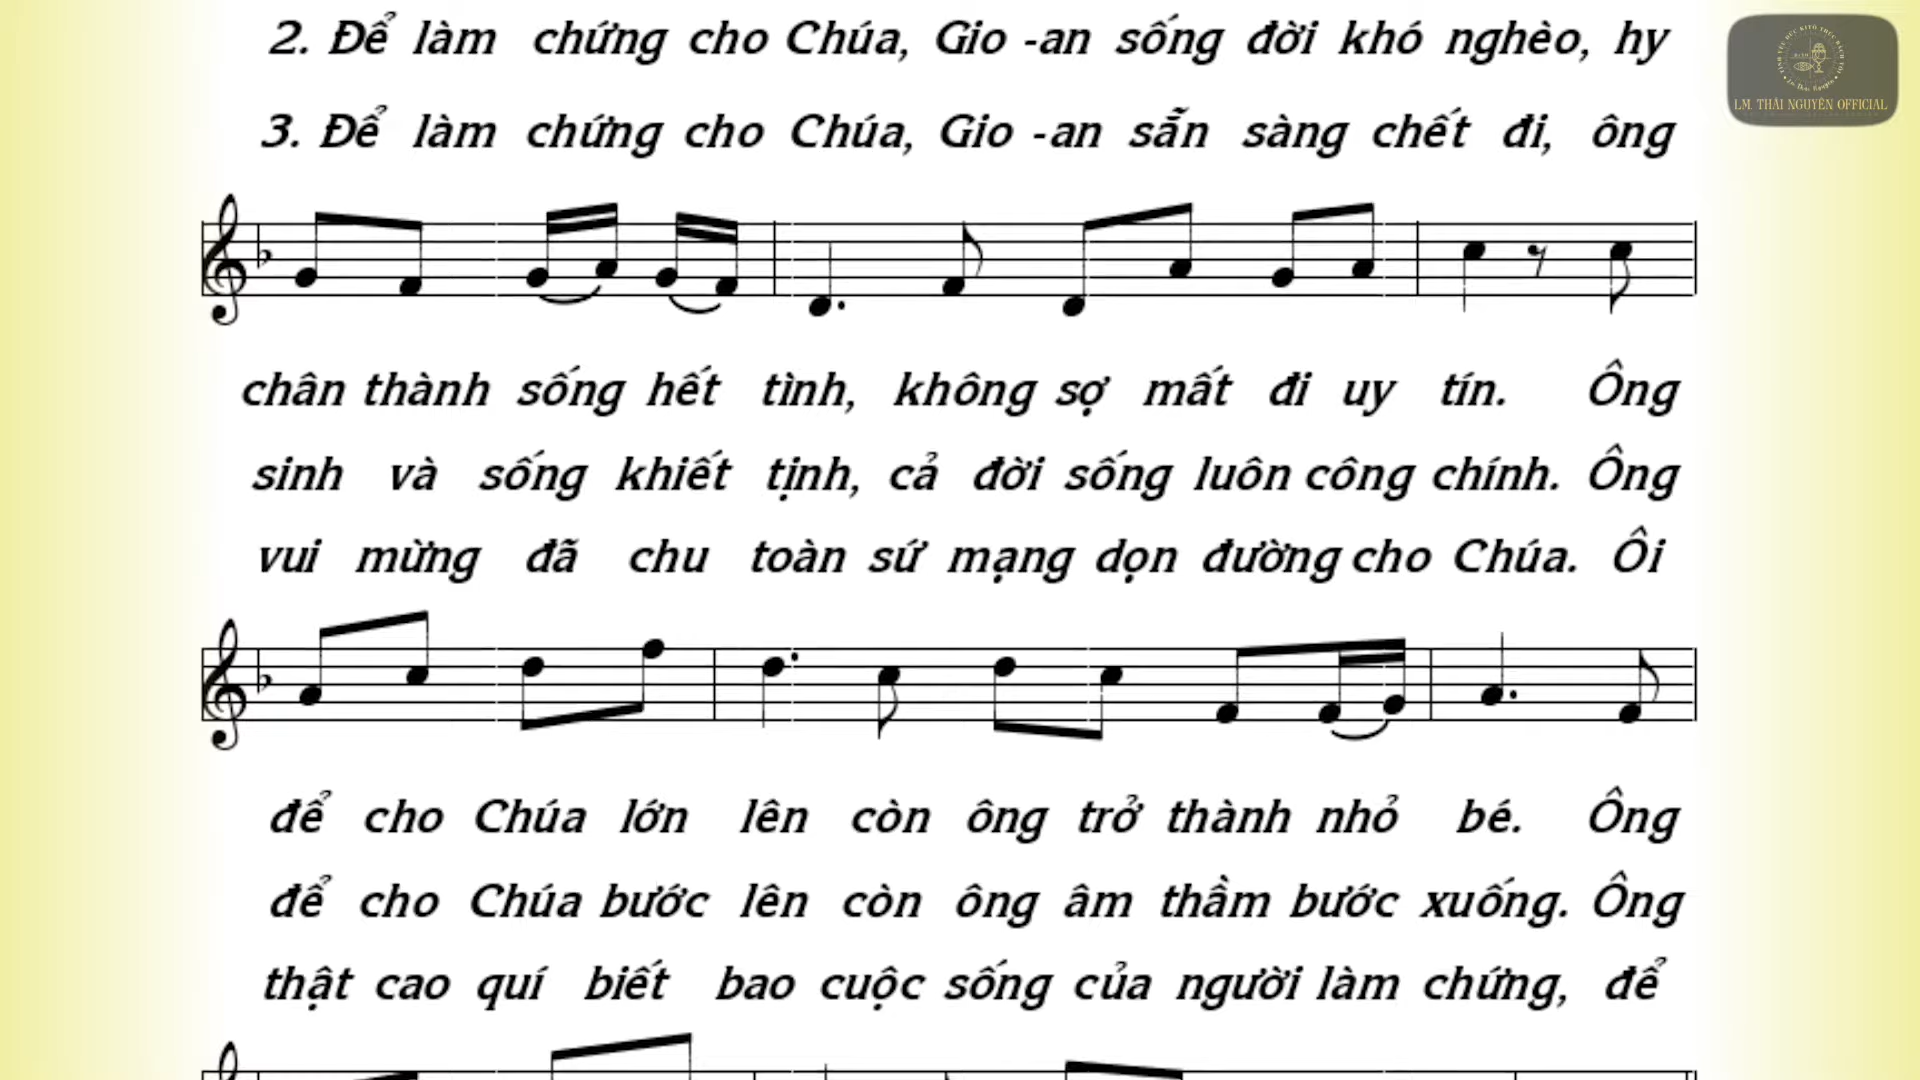 2. Để làm chứng cho Chúa, Gio -an sống đời khó nghèo, hy
3. Để làm chứng cho Chúa, Gio -an sẵn sàng chết đi, ông
LM. THÁI NGUYÊN OFFICIAL
chân thành sống hết tình, không sợ mất đi uy tín. Ông
sinh và sống khiết tịnh, cả đời sống luôn công chính. Ông
vui mừng đã chu toàn sứ mạng dọn đường cho Chúa. Ôi
để cho Chúa lớn lên còn ông trở thành nhỏ bé. Ông
để cho Chúa bước lên còn ông âm thầm bước xuống. Ông
thật cao quí biết bao cuộc sống của người làm chứng, để